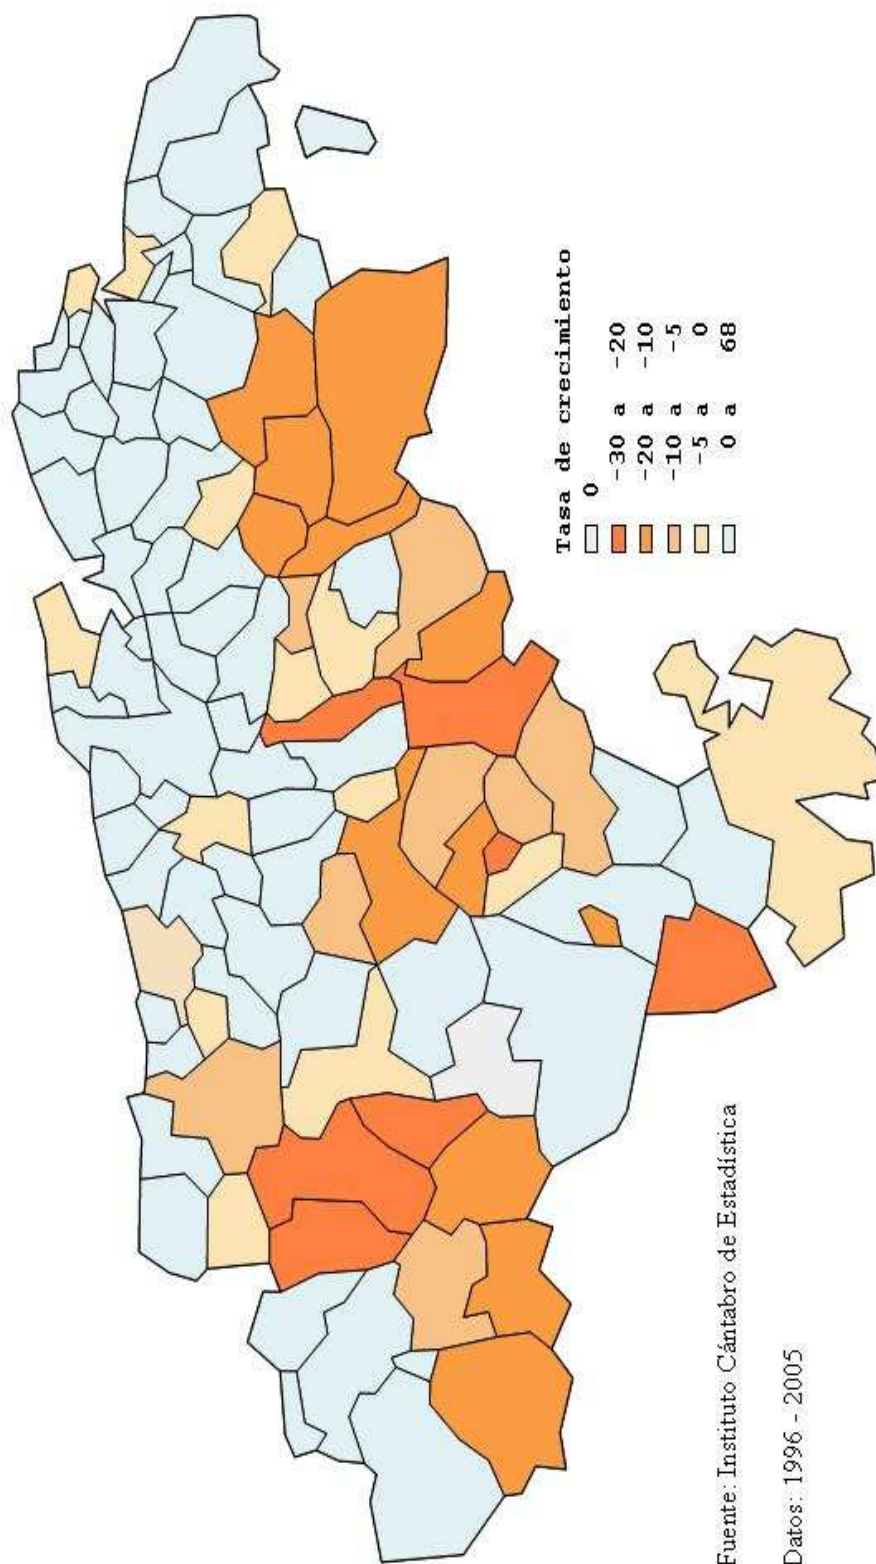 Tasa de crecimiento
0
-30 a -20
-20 a -10
-10 a -5
-5 a 0
0 a 68
Fuente: Instituto Cántabro de Estadística
Datos: 1996 - 2005